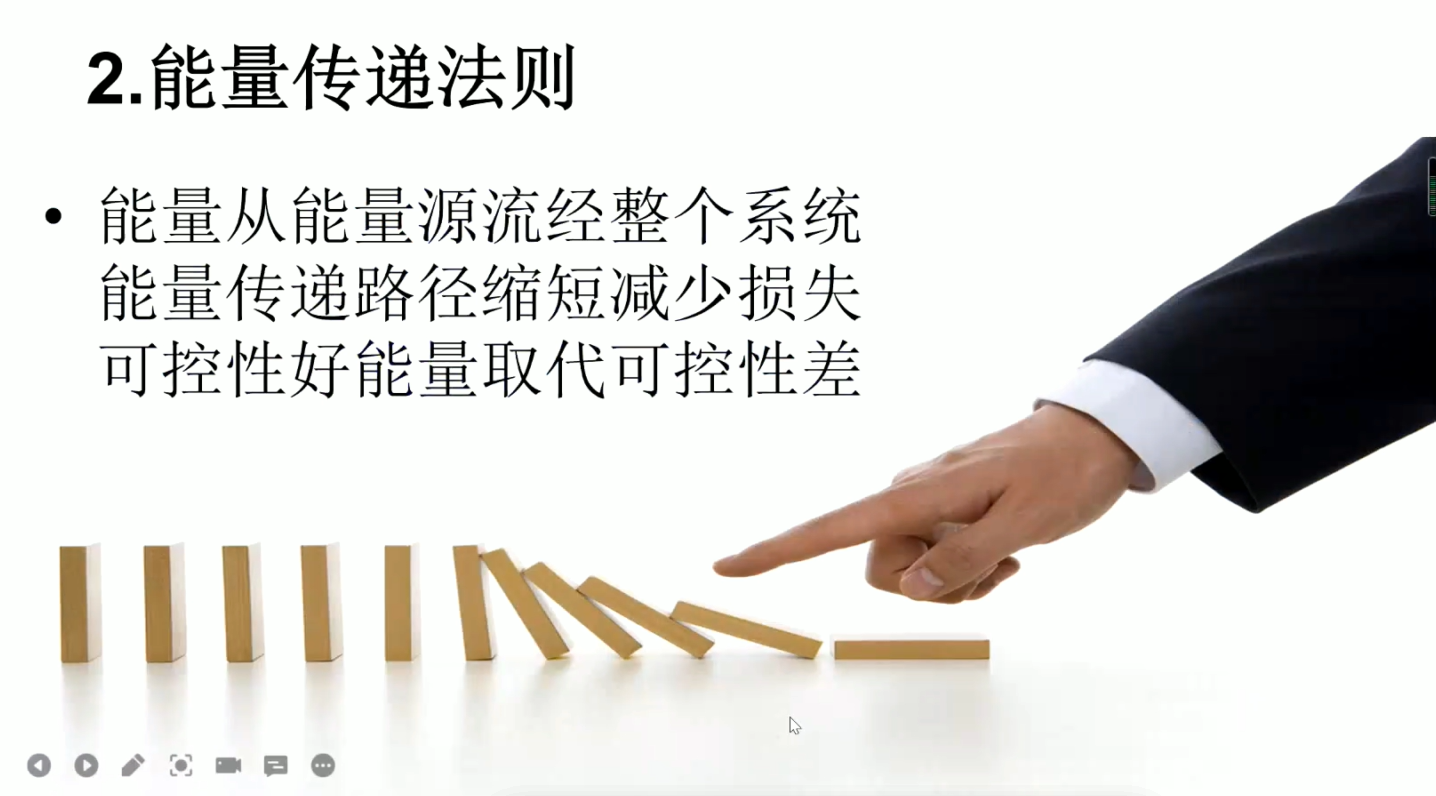 2.能量传递法则
• 能量从能量源流经整个系统
能量传递路径缩短减少损失
可控性好能量取代可控性差